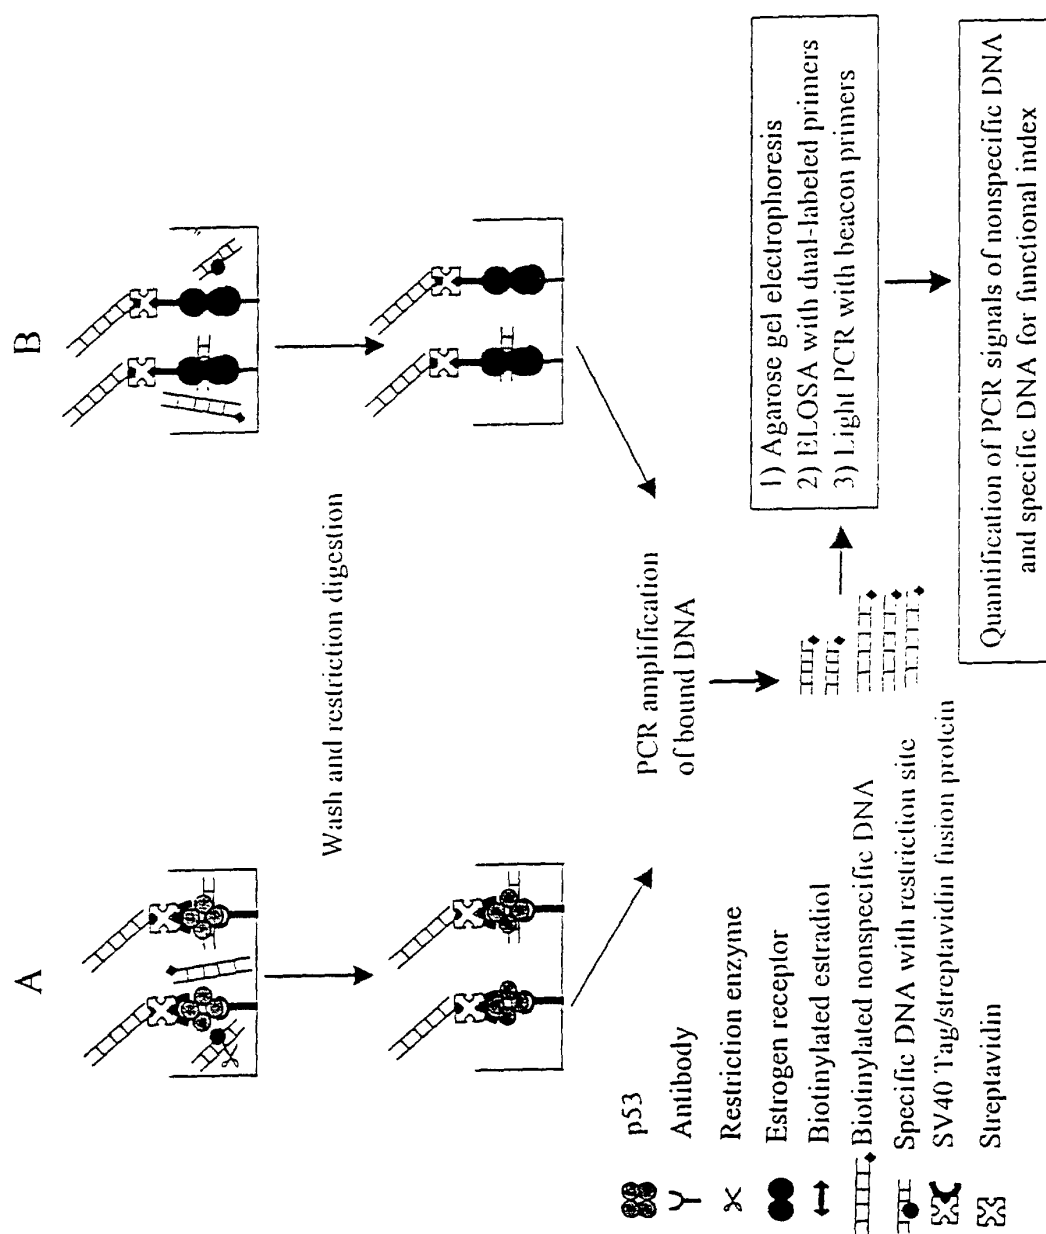 A
B
Wash and restriction digestion
PCR amplification
of bound DNA
1) Agarose gel electrophoresis
2) ELOSA with dual-labeled primers
3) Light PCR with beacon primers
Quantification of PCR signals of nonspecific DNA
and specific DNA for functional index
p53
Antibody
Restriction enzyme
Estrogen receptor
Biotinylated estradiol
Biotinylated nonspecific DNA
Specific DNA with restriction site
SV40 Tag/streptavidin fusion protein
Streptavidin